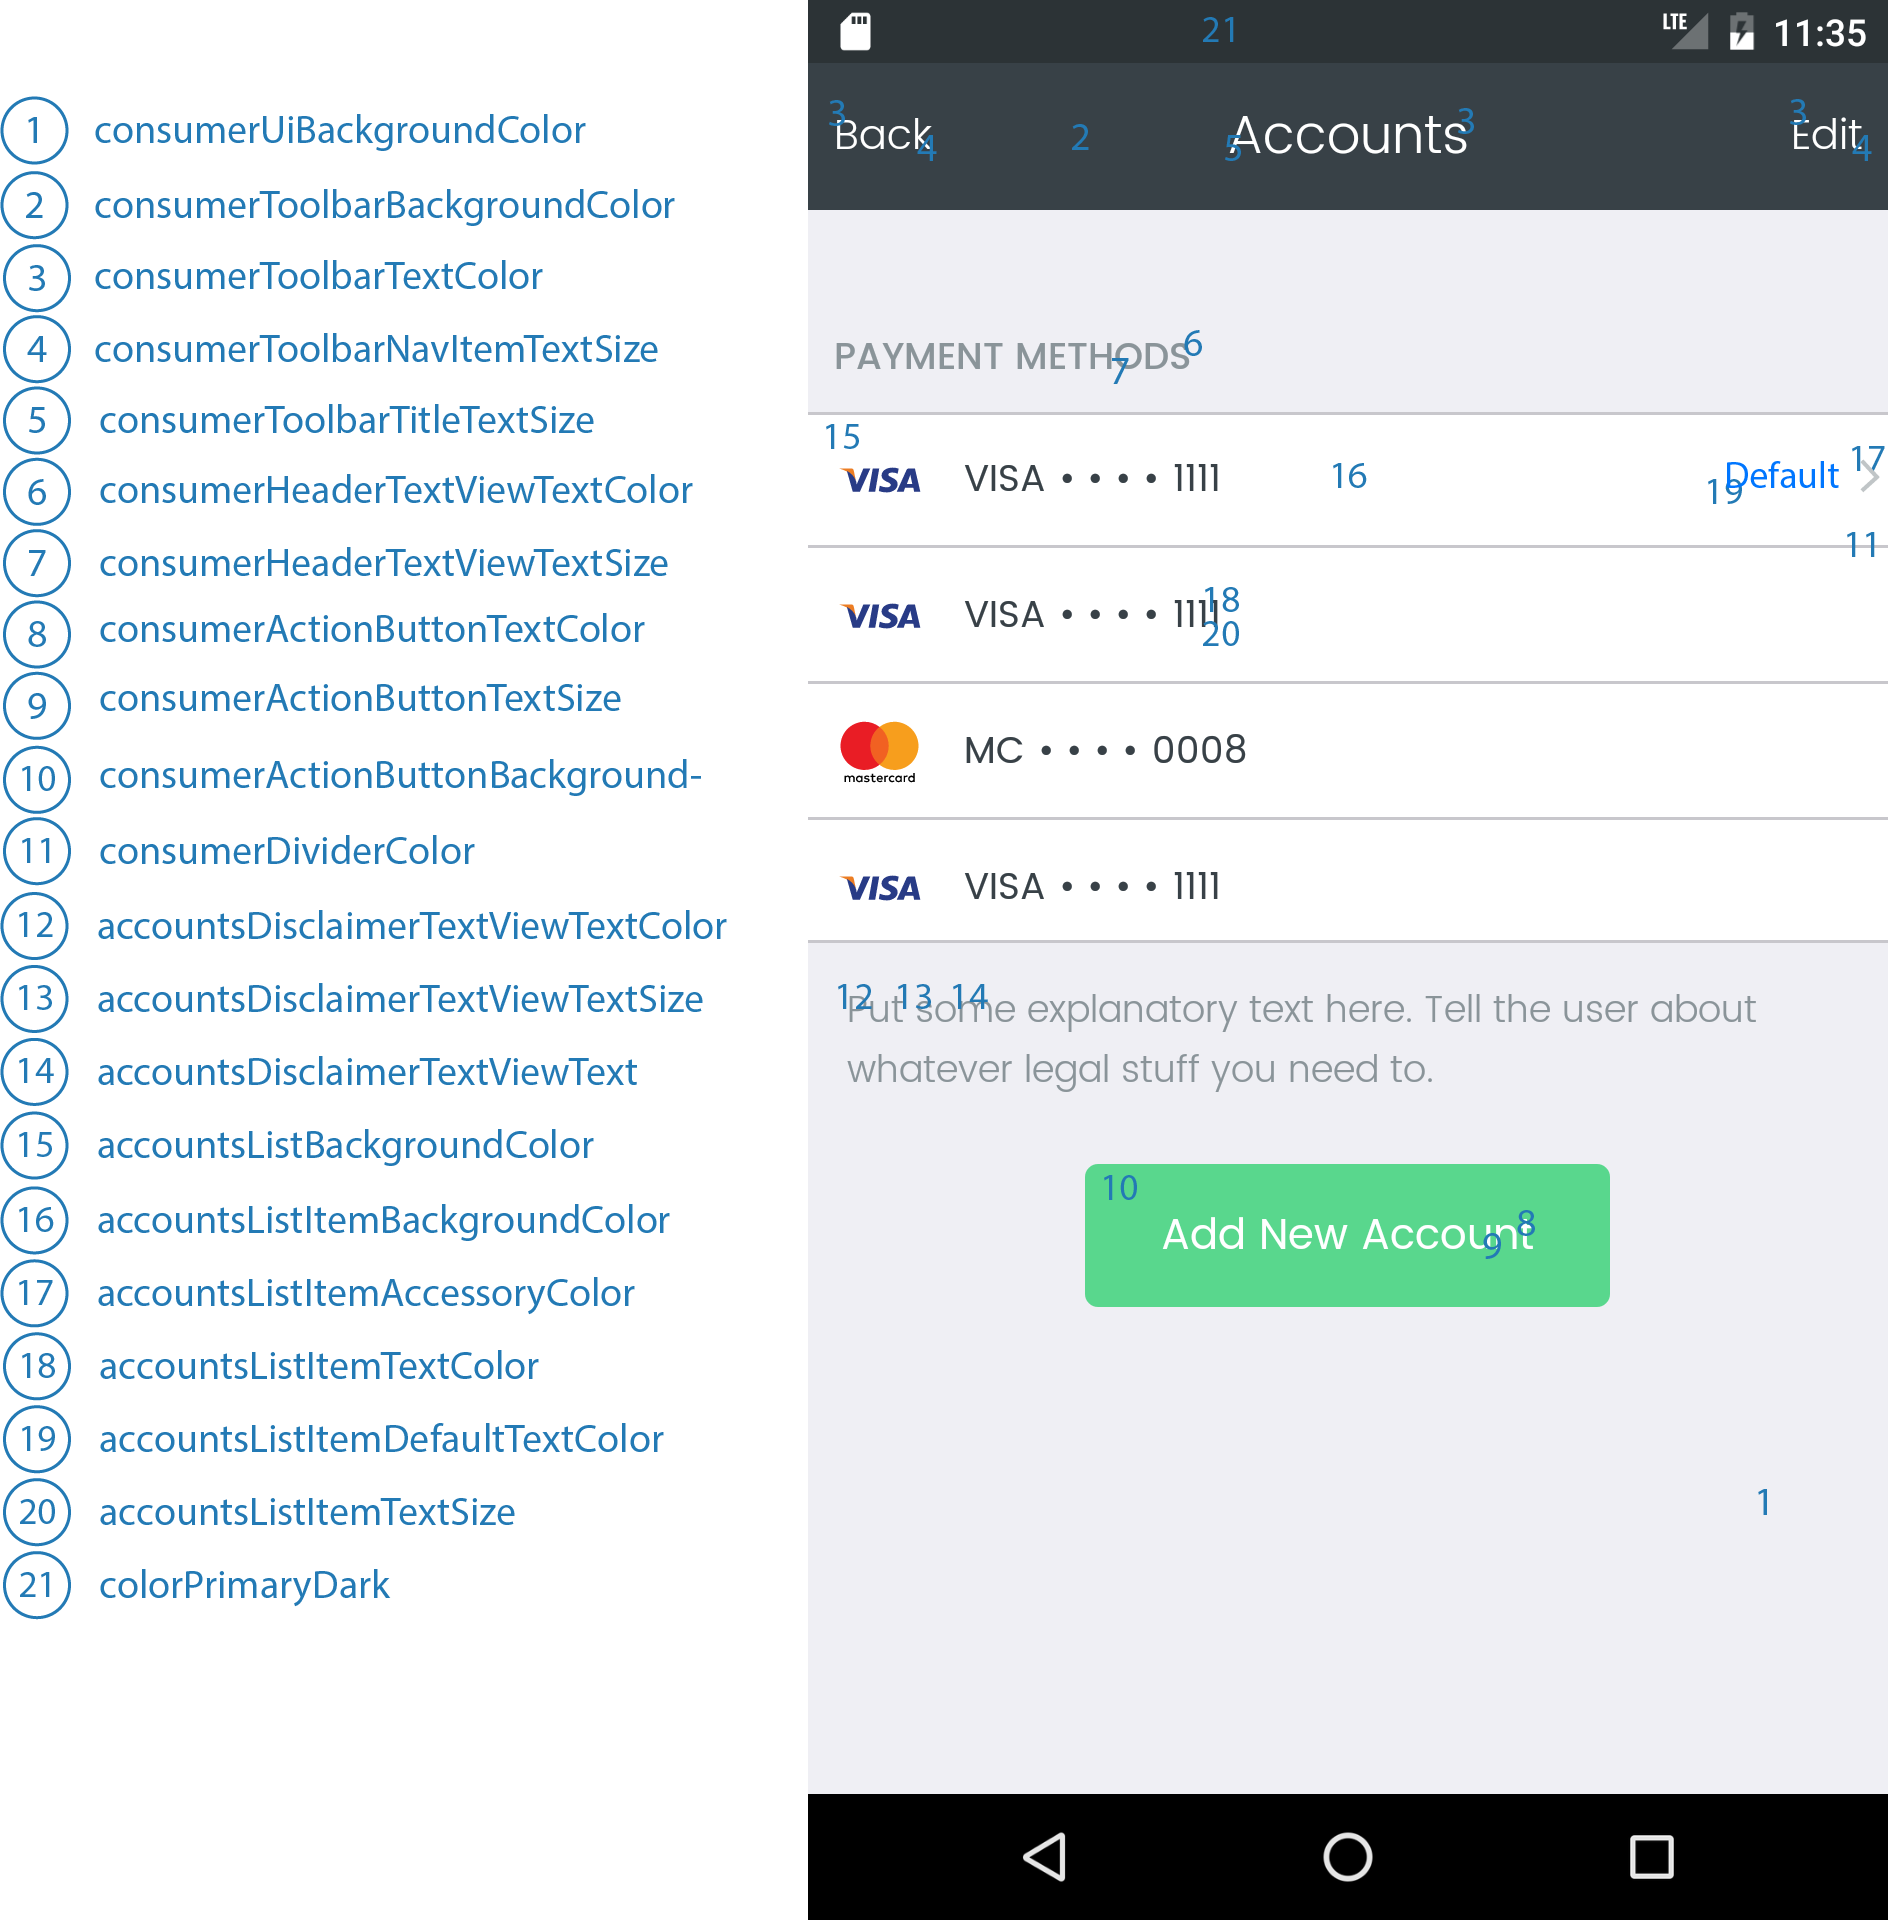 1 consumerUiBackgroundColor
2 consumerToolbarBackgroundColor
3 consumerToolbarTextColor
4 consumerToolbarNavItemTextSize
5 consumerToolbarTitleTextSize
6 consumerHeaderTextViewTextColor
7 consumerHeaderTextViewTextSize
8 consumerActionButtonTextColor
9 consumerActionButtonTextSize
10 consumerActionButtonBackground-
11 consumerDividerColor
12 accountsDisclaimerTextViewTextColor
13 accountsDisclaimerTextViewTextSize
14 accountsDisclaimerTextViewText
15 accountsListBackgroundColor
16 accountsListItemBackgroundColor
17 accountsListItemAccessoryColor
18 accountsListItemTextColor
19 accountsListItemDefaultTextColor
20 accountsListItemTextSize
21 colorPrimaryDark
21 LTE 11:35
3 Back 4 2 5 Accounts 3 3 Edit 4
PAYMENT METHODS 6
7
15
VISA VISA • • • • 1111 16 19 Default 17
11
VISA VISA • • • • 1111 18
20
mastercard MC • • • • 0008
VISA VISA • • • • 1111
12 13 14
Put some explanatory text here. Tell the user about
whatever legal stuff you need to.
10
Add New Account 8
9
1